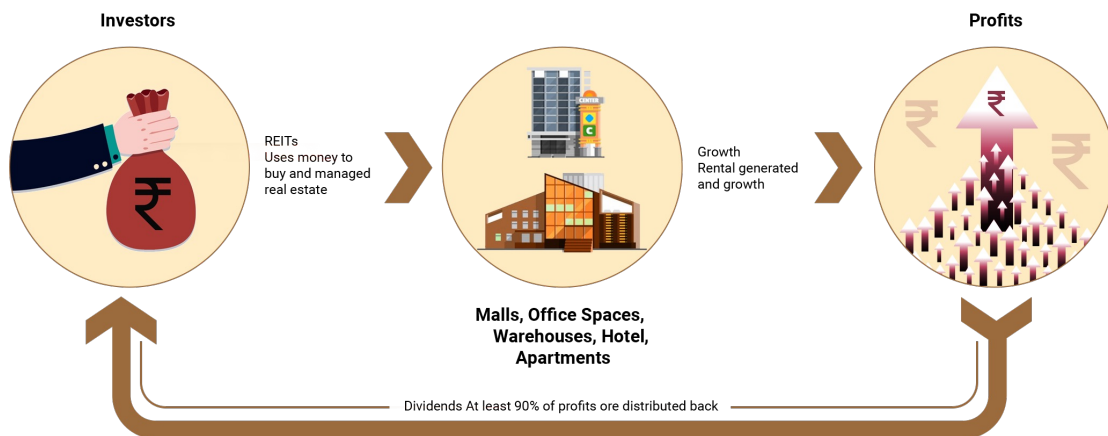 Investors
Profits
REITs
Uses money to
buy and managed
real estate
₹
CENTER
C
Growth
Rental generated
and growth
₹
₹
₹
Malls, Office Spaces,
Warehouses, Hotel,
Apartments
Dividends At least 90% of profits ore distributed back